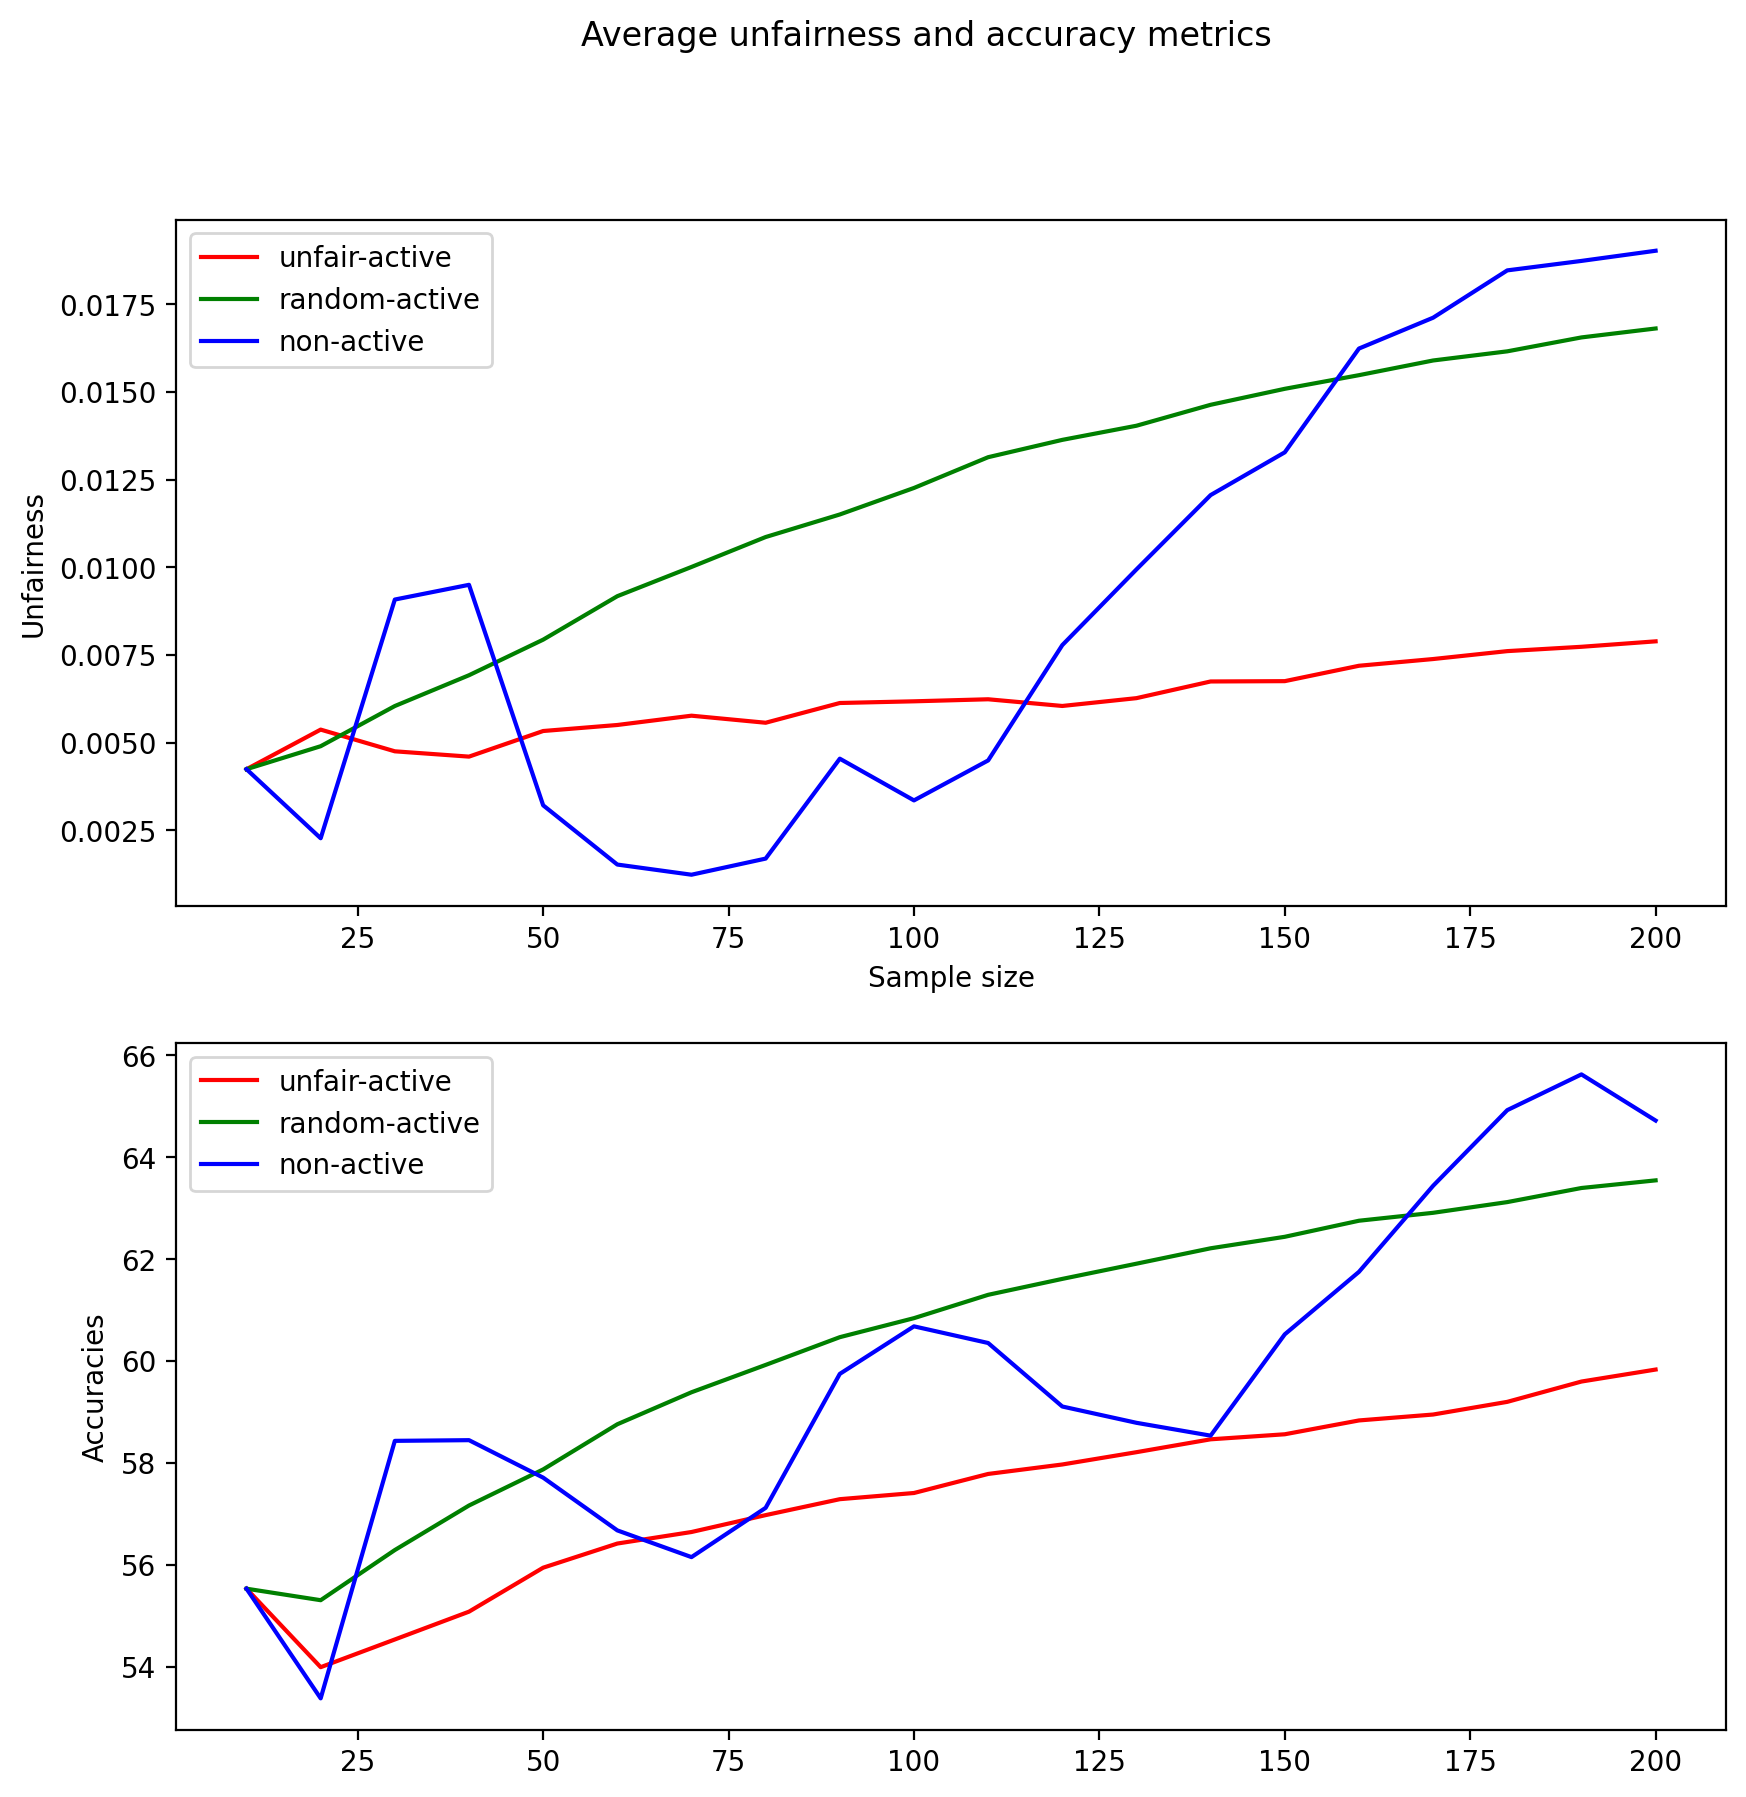 Average unfairness and accuracy metrics
unfair-active
random-active
non-active
0.0175
0.0150
0.0125
0.0100
0.0075
0.0050
0.0025
Unfairness
25 50 75 100 125 150 175 200
Sample size
unfair-active
random-active
non-active
66
64
62
60
58
56
54
Accuracies
25 50 75 100 125 150 175 200